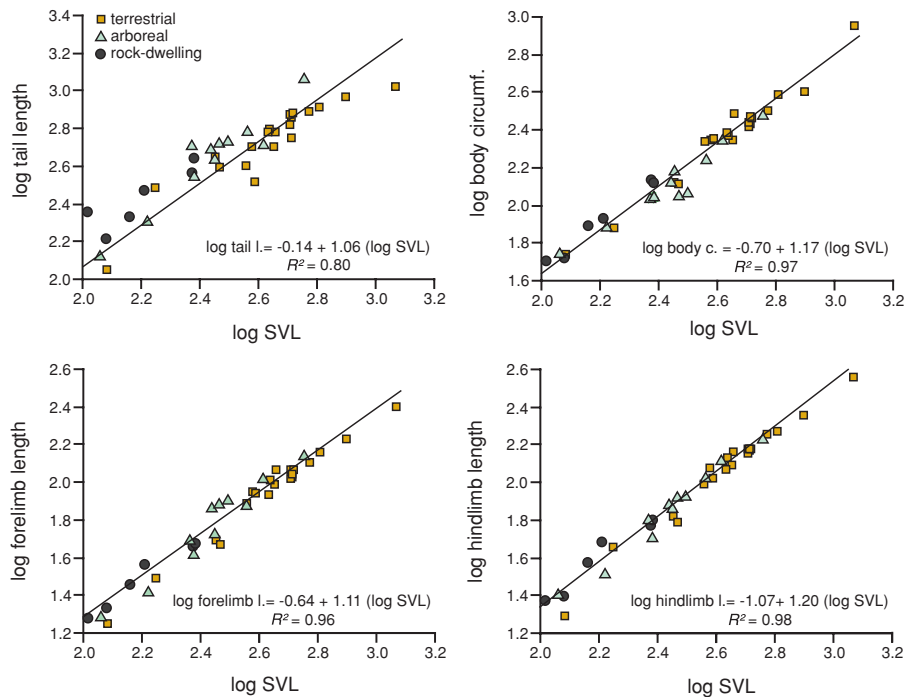 3.4
3.2
3.0
2.8
2.6
2.4
2.2
2.0
log tail length
terrestrial
arboreal
rock-dwelling
log tail l.= -0.14 + 1.06 (log SVL)
R² = 0.80
2.0 2.2 2.4 2.6 2.8 3.0 3.2
log SVL
3.0
2.8
2.6
2.4
2.2
2.0
1.8
1.6
log body circumf.
log body c. = -0.70 + 1.17 (log SVL)
R² = 0.97
2.0 2.2 2.4 2.6 2.8 3.0 3.2
log SVL
2.6
2.4
2.2
2.0
1.8
1.6
1.4
1.2
log forelimb length
log forelimb l.= -0.64 + 1.11 (log SVL)
R² = 0.96
2.0 2.2 2.4 2.6 2.8 3.0 3.2
log SVL
2.6
2.4
2.2
2.0
1.8
1.6
1.4
1.2
log hindlimb length
log hindlimb l.= -1.07+ 1.20 (log SVL)
R² = 0.98
2.0 2.2 2.4 2.6 2.8 3.0 3.2
log SVL